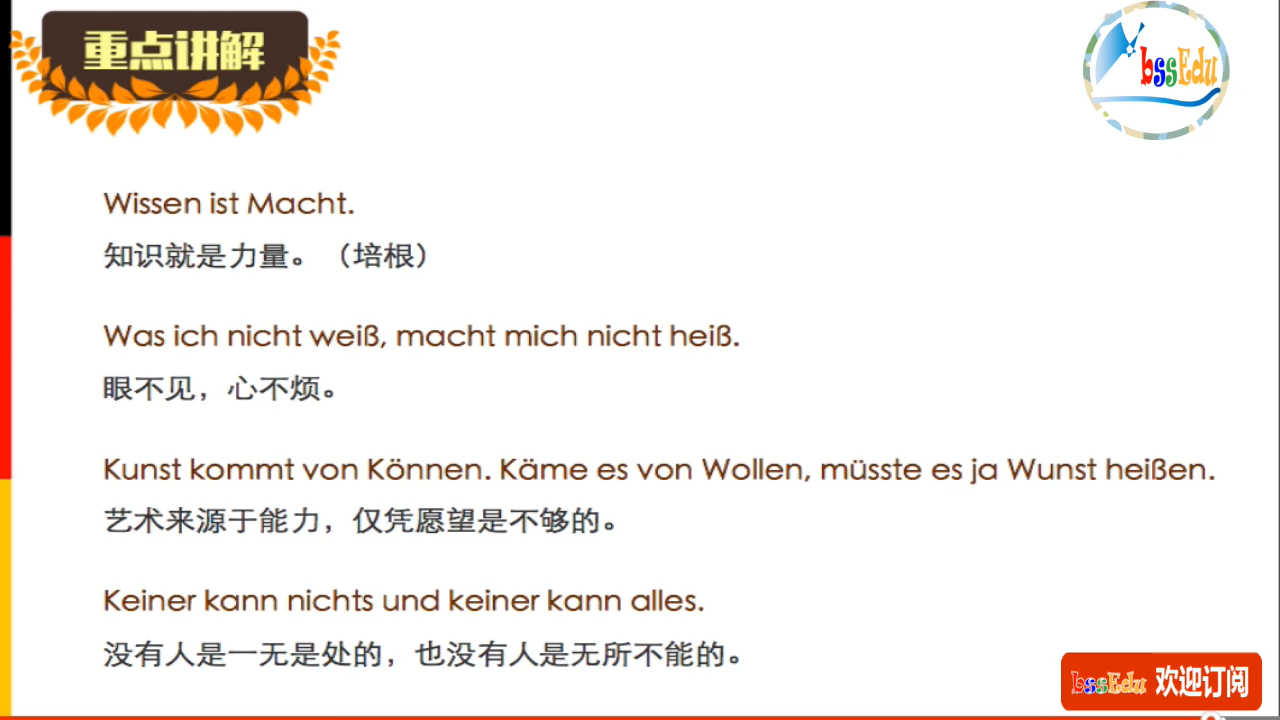 重点讲解
bssEdu
Wissen ist Macht.
知识就是力量。（培根）
Was ich nicht weiß, macht mich nicht heiß.
眼不见，心不烦。
Kunst kommt von Können. Käme es von Wollen, müsste es ja Wunst heißen.
艺术来源于能力，仅凭愿望是不够的。
Keiner kann nichts und keiner kann alles.
没有人是一无是处的，也没有人是无所不能的。
bssEdu 欢迎订阅